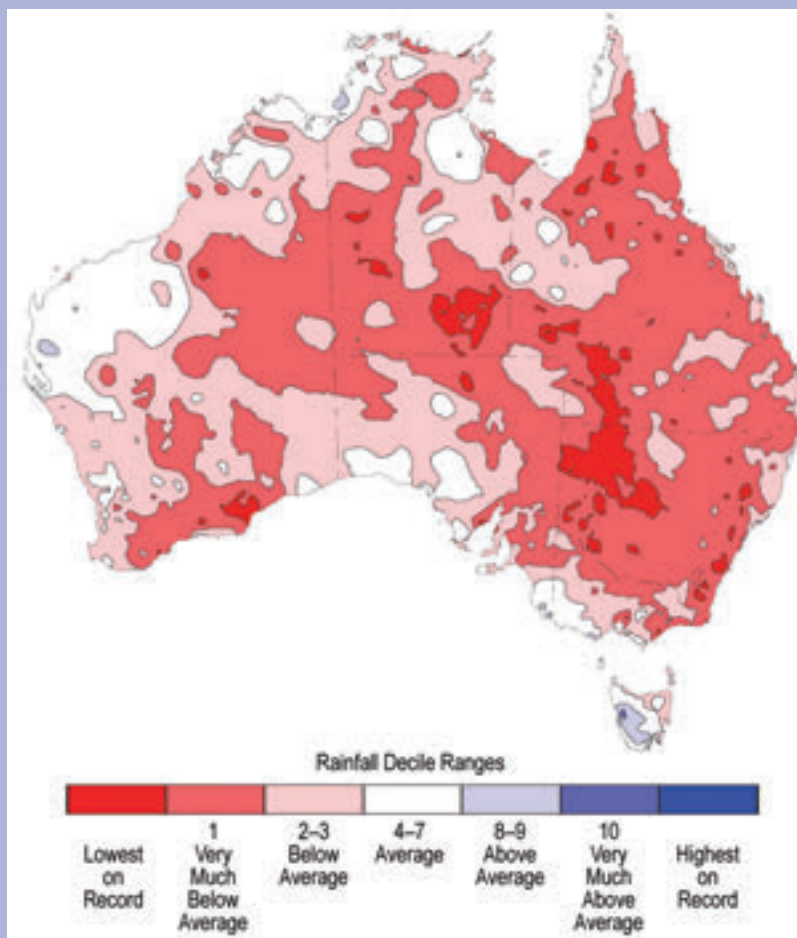 Rainfall Decile Ranges
Lowest on Record
1 Very Much Below Average
2–3 Below Average
4–7 Average
8–9 Above Average
10 Very Much Above Average
Highest on Record